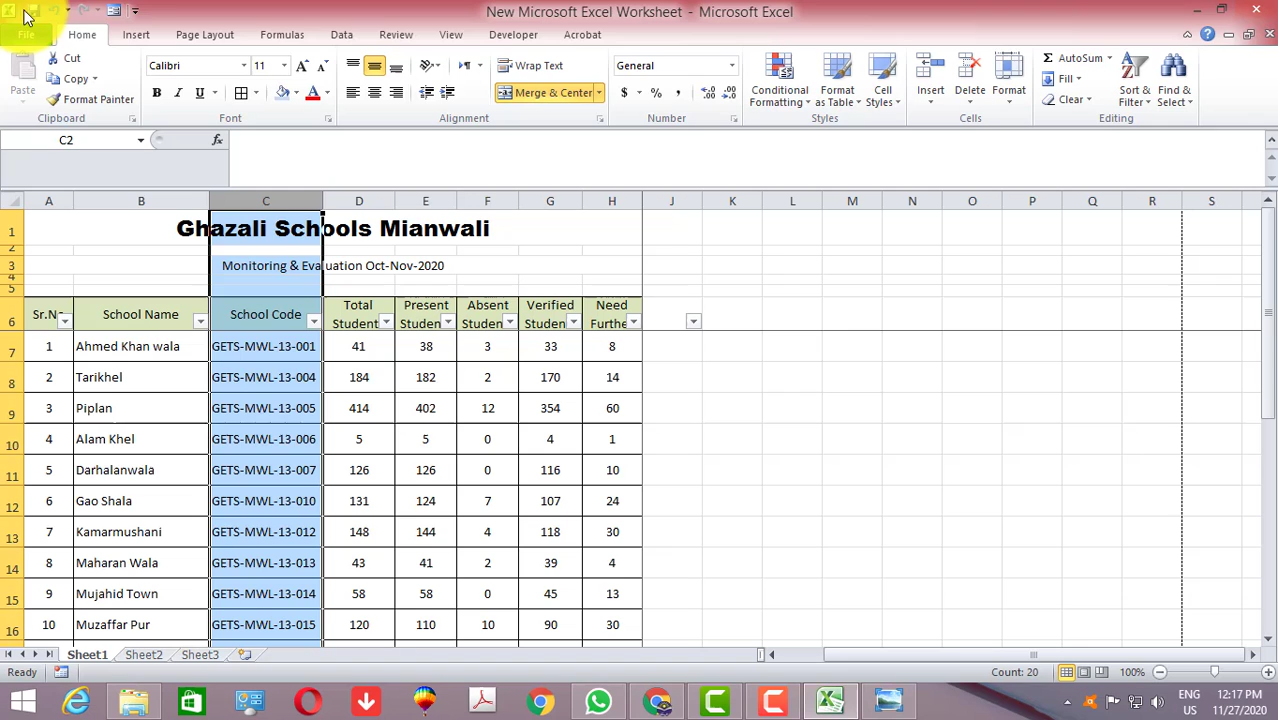 New Microsoft Excel Worksheet - Microsoft Excel
File Home Insert Page Layout Formulas Data Review View Developer Acrobat
Cut
Copy
Format Painter
Paste
Clipboard
Calibri 11
B I U A
Font
Wrap Text
Merge & Center
Alignment
General
$ % ,
Number
Conditional Formatting
Format as Table
Cell Styles
Styles
Insert Delete Format
Cells
AutoSum
Fill
Clear
Sort & Filter
Find & Select
Editing
C2 fx
A B C D E F G H J K L M N O P Q R S
1 Ghazali Schools Mianwali
2
3 Monitoring & Evaluation Oct-Nov-2020
4
5
6 Sr.N School Name School Code Total Student Present Studen Absent Studen Verified Studen Need Furthe
7 1 Ahmed Khan wala GETS-MWL-13-001 41 38 3 33 8
8 2 Tarikhel GETS-MWL-13-004 184 182 2 170 14
9 3 Piplan GETS-MWL-13-005 414 402 12 354 60
10 4 Alam Khel GETS-MWL-13-006 5 5 0 4 1
11 5 Darhalanwala GETS-MWL-13-007 126 126 0 116 10
12 6 Gao Shala GETS-MWL-13-010 131 124 7 107 24
13 7 Kamarmushani GETS-MWL-13-012 148 144 4 118 30
14 8 Maharan Wala GETS-MWL-13-013 43 41 2 39 4
15 9 Mujahid Town GETS-MWL-13-014 58 58 0 45 13
16 10 Muzaffar Pur GETS-MWL-13-015 120 110 10 90 30
Sheet1 Sheet2 Sheet3
Ready Count: 20 100%
ENG 12:17 PM
US 11/27/2020